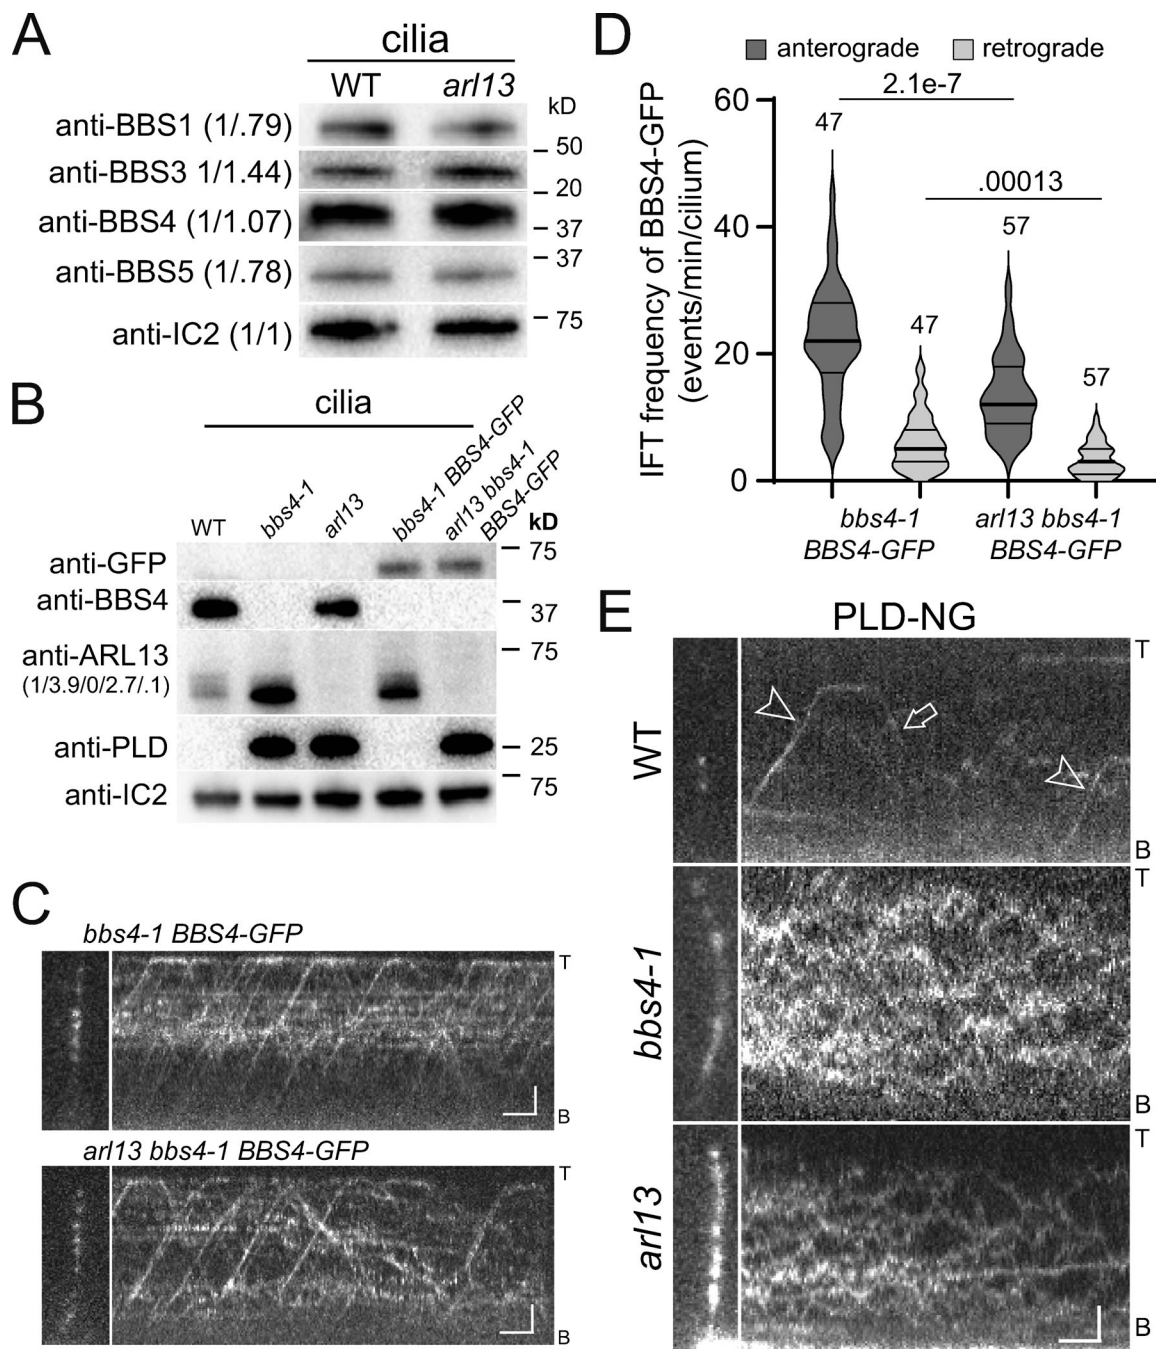 A
cilia
WT arl13
kD
anti-BBS1 (1/.79)
50
anti-BBS3 1/1.44)
20
anti-BBS4 (1/1.07)
37
anti-BBS5 (1/.78)
37
anti-IC2 (1/1)
75
B
cilia
WT
bbs4-1
arl13
bbs4-1 BBS4-GFP
arl13 bbs4-1
BBS4-GFP
kD
anti-GFP
75
anti-BBS4
37
anti-ARL13
75
(1/3.9/0/2.7/.1)
anti-PLD
25
anti-IC2
75
C
bbs4-1 BBS4-GFP
T
B
arl13 bbs4-1 BBS4-GFP
T
B
D
anterograde retrograde
2.1e-7
60
47
.00013
40
57
47
57
20
0
IFT frequency of BBS4-GFP
(events/min/cilium)
bbs4-1
BBS4-GFP
arl13 bbs4-1
BBS4-GFP
E
PLD-NG
WT
T
B
bbs4-1
T
B
arl13
T
B